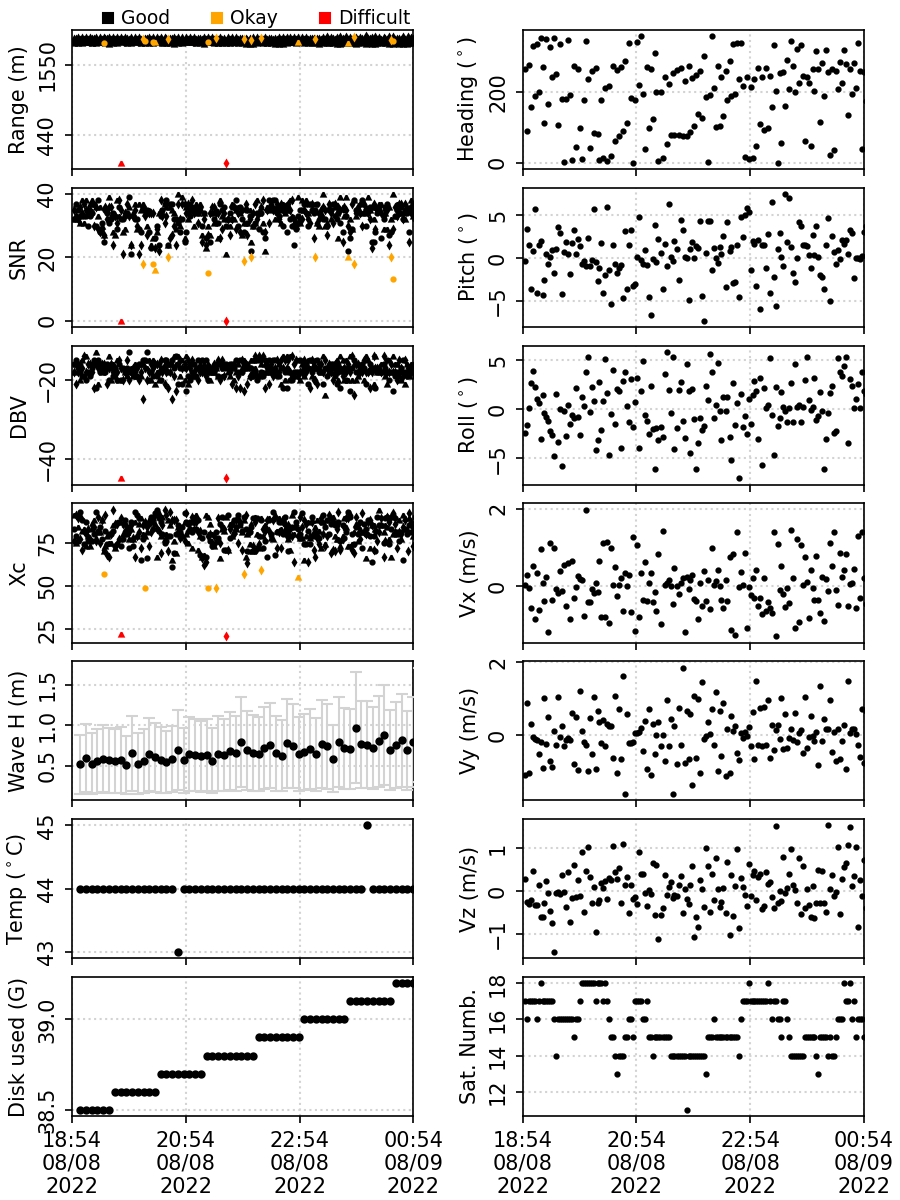 Good Okay Difficult
Range (m)
1550
440
Heading (°)
200
0
SNR
40
20
0
Pitch (°)
5
0
−5
DBV
−20
−40
Roll (°)
5
0
−5
Xc
75
50
25
Vx (m/s)
2
0
Wave H (m)
1.5
1.0
0.5
Vy (m/s)
2
0
Temp (°C)
45
44
43
Vz (m/s)
1
0
−1
Disk used (G)
39.0
38.5
Sat. Numb.
18
16
14
12
18:54 20:54 22:54 00:54
08/08 08/08 08/08 08/09
2022 2022 2022 2022
18:54 20:54 22:54 00:54
08/08 08/08 08/08 08/09
2022 2022 2022 2022